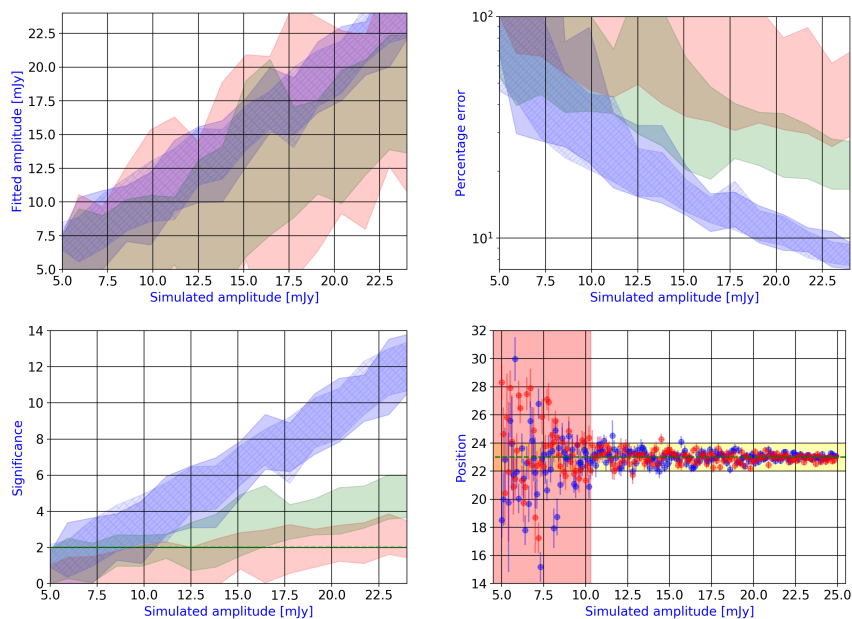 22.5
20.0
17.5
15.0
12.5
10.0
7.5
5.0
Fitted amplitude [mJy]
5.0 7.5 10.0 12.5 15.0 17.5 20.0 22.5
Simulated amplitude [mJy]
10²
10¹
Percentage error
5.0 7.5 10.0 12.5 15.0 17.5 20.0 22.5
Simulated amplitude [mJy]
14
12
10
8
6
4
2
0
Significance
5.0 7.5 10.0 12.5 15.0 17.5 20.0 22.5
Simulated amplitude [mJy]
32
30
28
26
24
22
20
18
16
14
Position
5.0 7.5 10.0 12.5 15.0 17.5 20.0 22.5 25.0
Simulated amplitude [mJy]